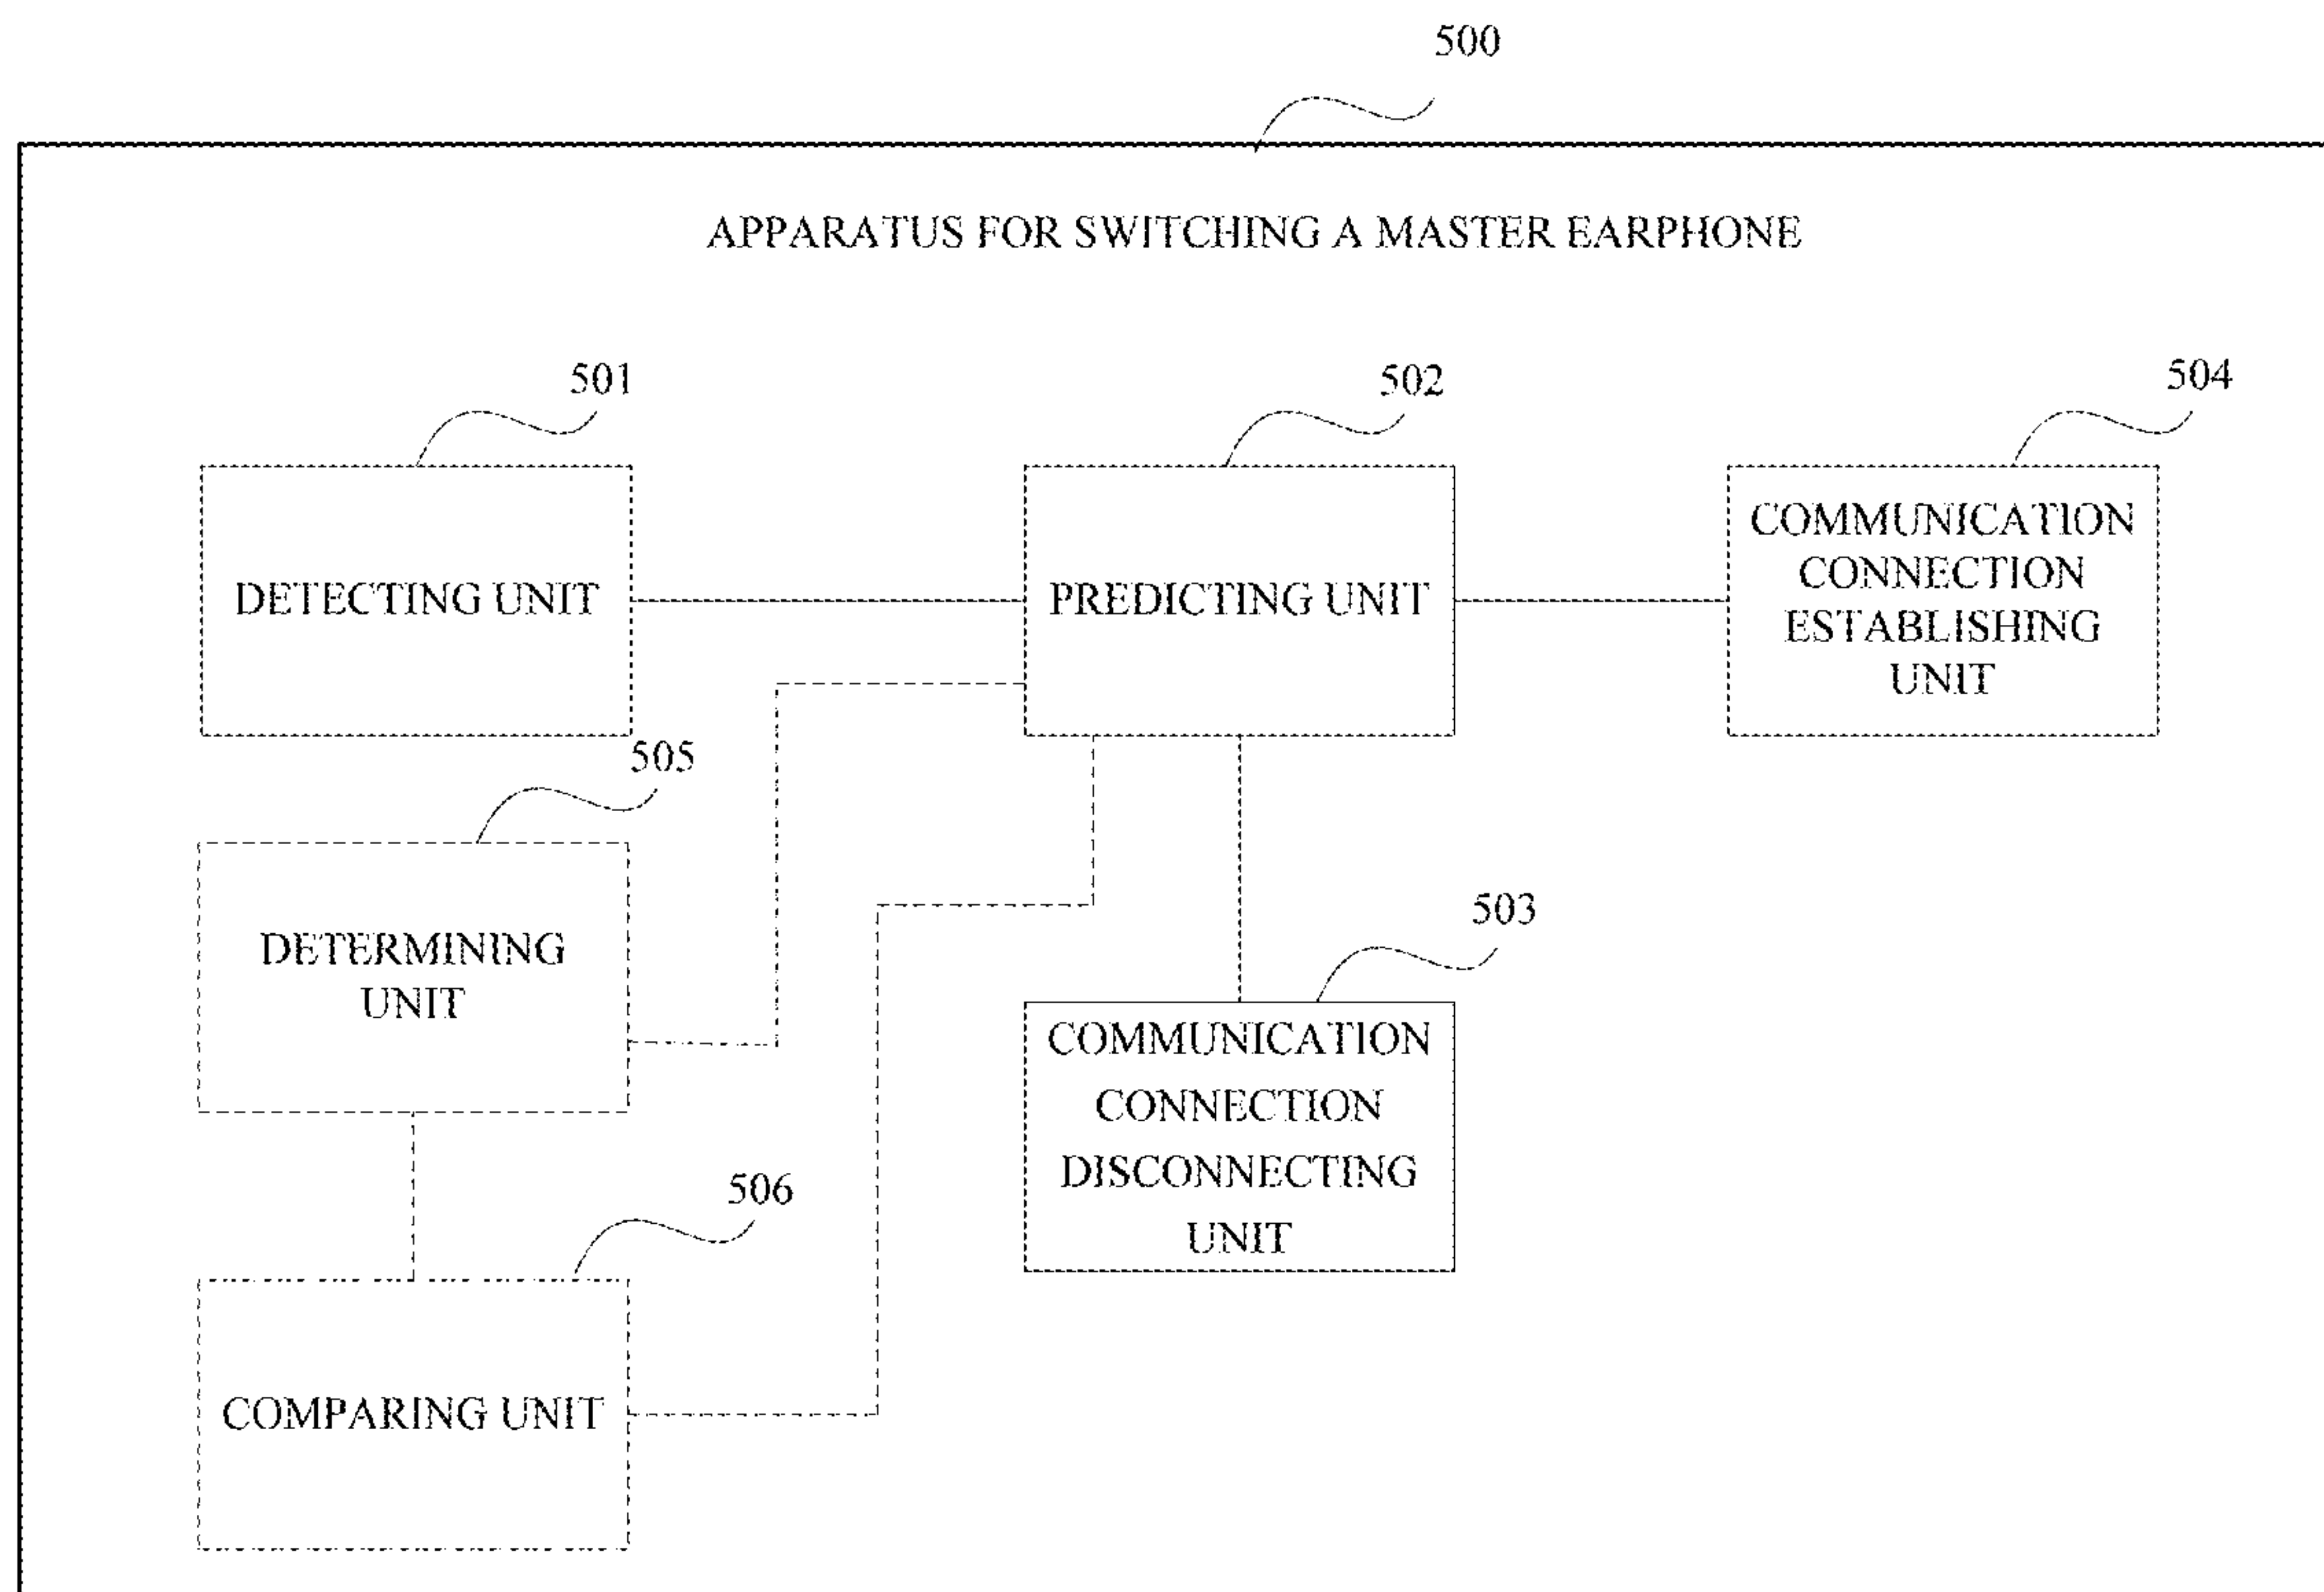 500
APPARATUS FOR SWITCHING A MASTER EARPHONE
501
502
504
DETECTING UNIT
PREDICTING UNIT
COMMUNICATION
CONNECTION
ESTABLISHING
UNIT
505
DETERMINING
UNIT
503
COMMUNICATION
CONNECTION
DISCONNECTING
UNIT
506
COMPARING UNIT